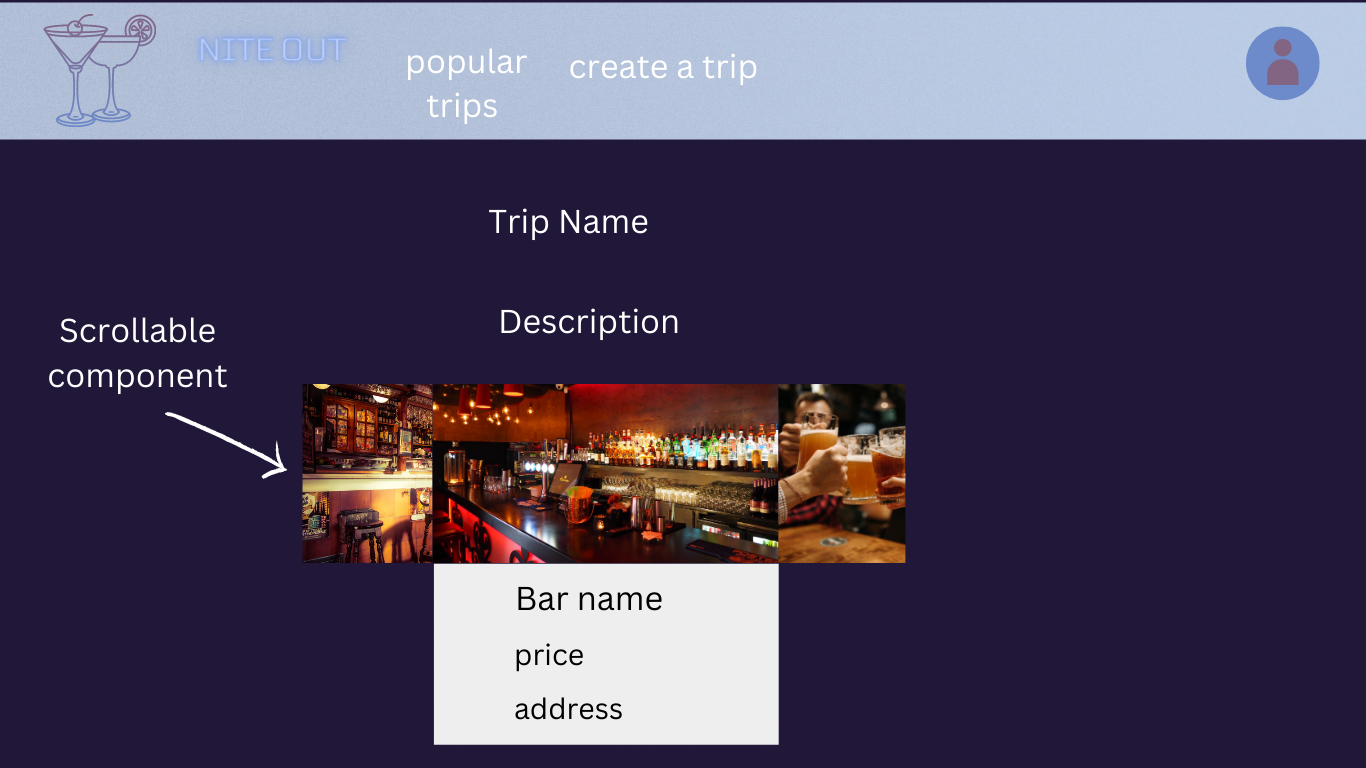 NITE OUT
popular
trips
create a trip
Trip Name
Description
Scrollable
component
Bar name
price
address